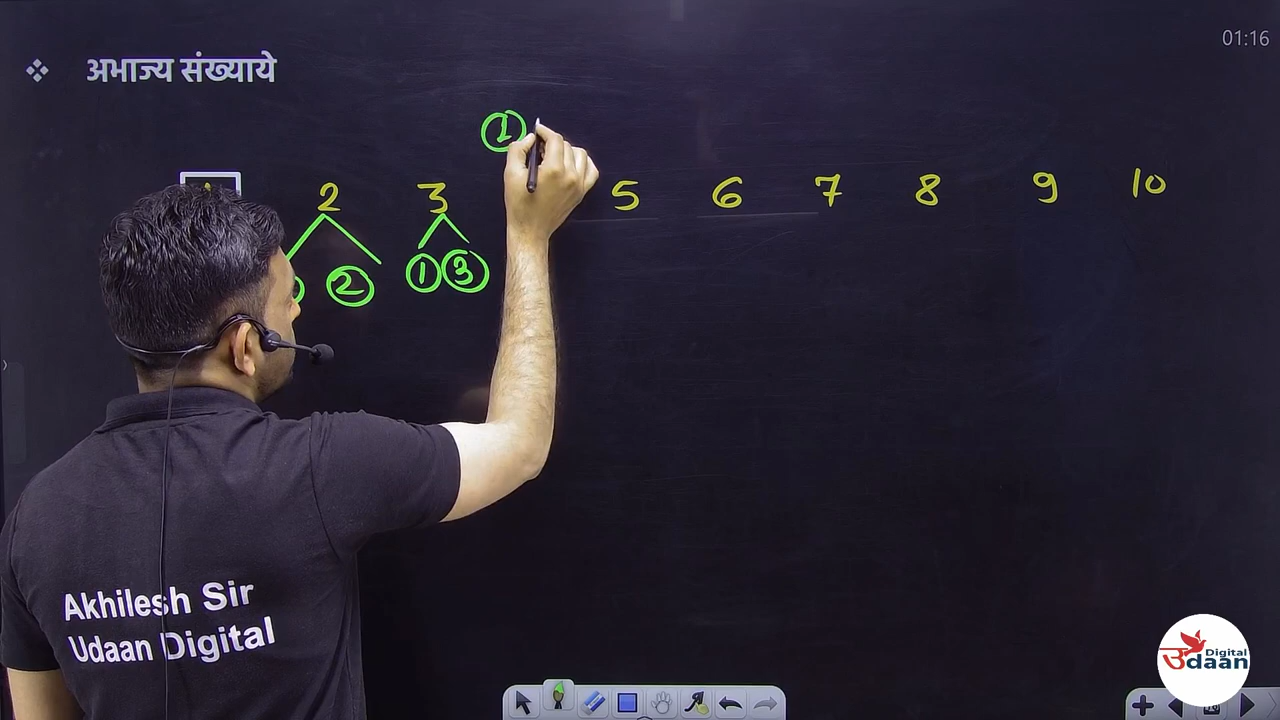 01:16
❖ अभाज्य संख्याये
1
2 3 5 6 7 8 9 10
2 1 3
Akhilesh Sir
Udaan Digital
Digital
उdaan